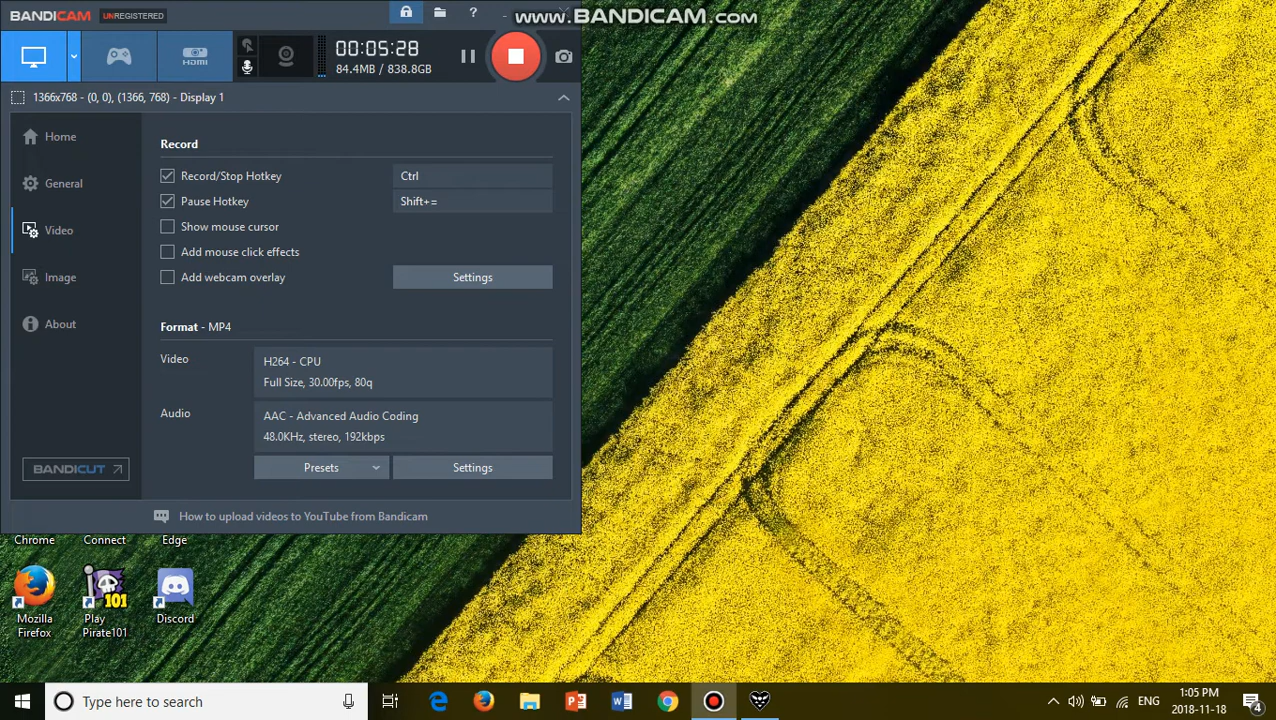 BANDICAM UNREGISTERED
?
www.BANDICAM.com
HDMI
00:05:28
84.4MB / 838.8GB
1366x768 - (0, 0), (1366, 768) - Display 1
Home
General
Video
Image
About
BANDICUT
Record
Record/Stop Hotkey Ctrl
Pause Hotkey Shift+=
Show mouse cursor
Add mouse click effects
Add webcam overlay Settings
Format - MP4
Video H264 - CPU
Full Size, 30.00fps, 80q
Audio AAC - Advanced Audio Coding
48.0KHz, stereo, 192kbps
Presets Settings
How to upload videos to YouTube from Bandicam
Chrome Connect Edge
101
Mozilla Firefox
Play Pirate101
Discord
Type here to search
ENG
1:05 PM
2018-11-18
4